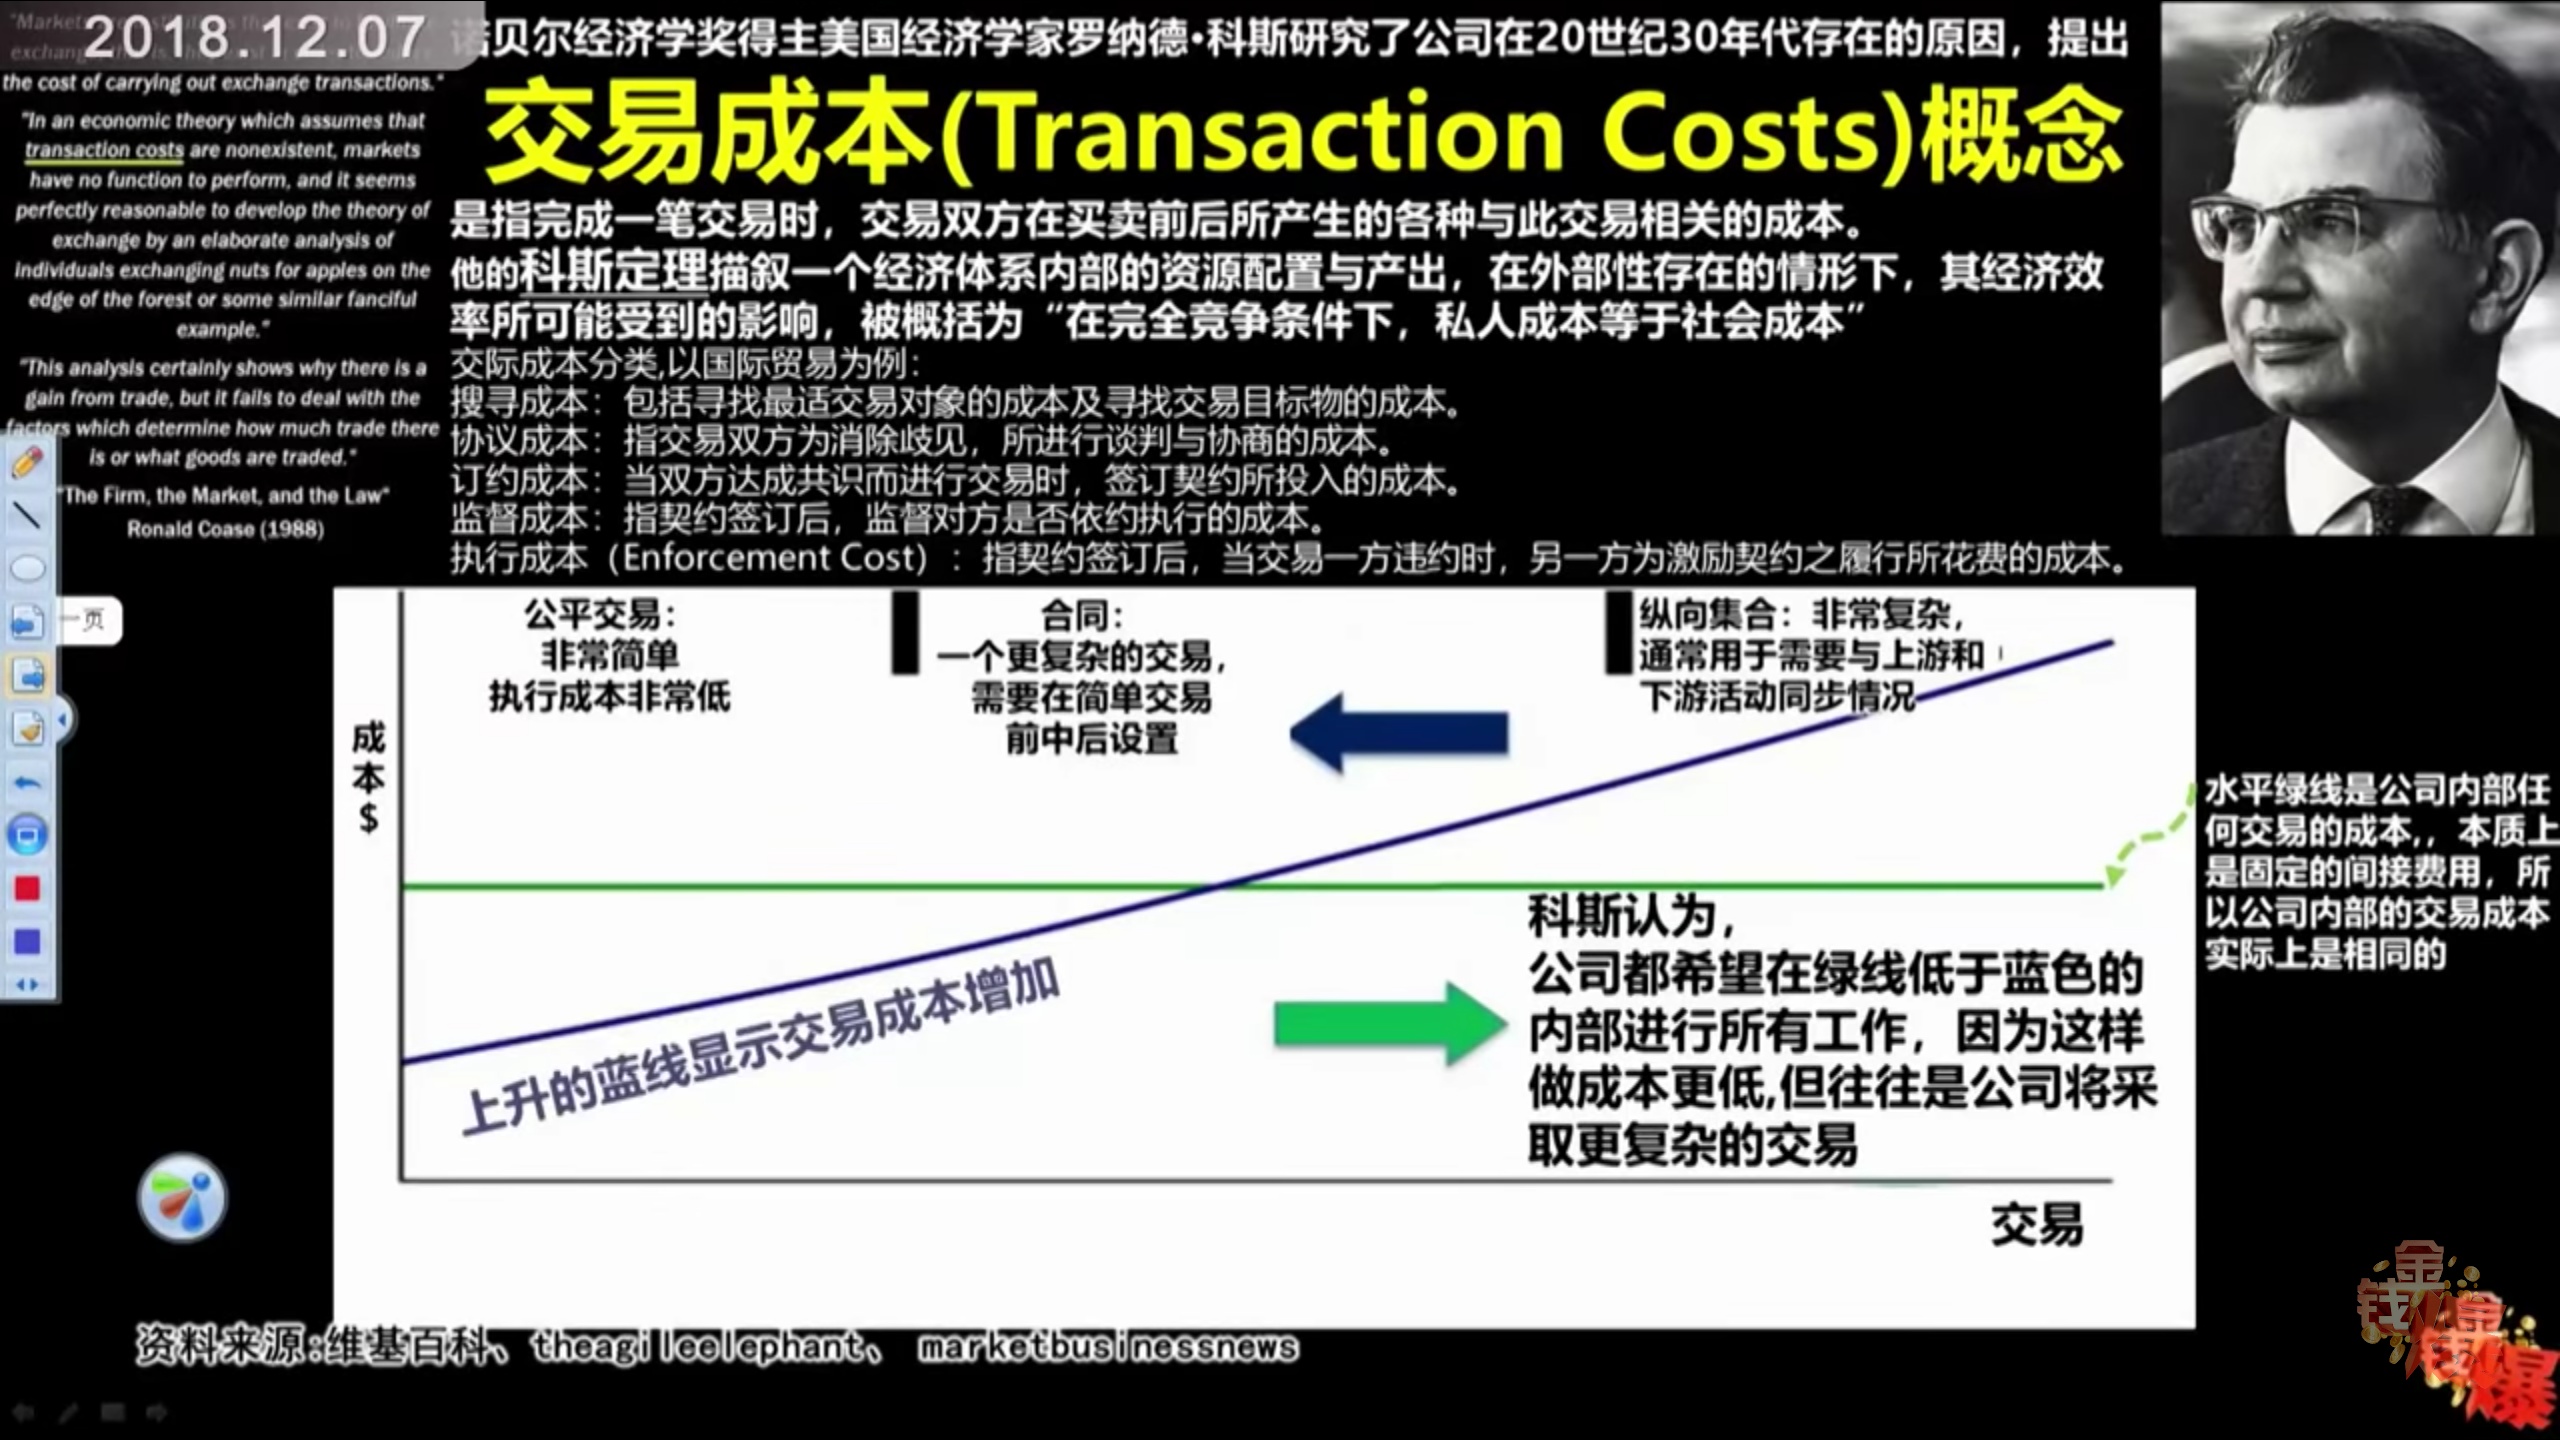 2018.12.07
"Market
exchan
the cost of carrying out exchange transactions."
"In an economic theory which assumes that
transaction costs are nonexistent, markets
have no function to perform, and it seems
perfectly reasonable to develop the theory of
exchange by an elaborate analysis of
individuals exchanging nuts for apples on the
edge of the forest or some similar fanciful
example."
"This analysis certainly shows why there is a
gain from trade, but it fails to deal with the
factors which determine how much trade there
is or what goods are traded."
"The Firm, the Market, and the Law"
Ronald Coase (1988)
诺贝尔经济学奖得主美国经济学家罗纳德·科斯研究了公司在20世纪30年代存在的原因，提出
交易成本(Transaction Costs)概念
是指完成一笔交易时，交易双方在买卖前后所产生的各种与此交易相关的成本。
他的科斯定理描叙一个经济体系内部的资源配置与产出，在外部性存在的情形下，其经济效
率所可能受到的影响，被概括为“在完全竞争条件下，私人成本等于社会成本”
交际成本分类,以国际贸易为例：
搜寻成本：包括寻找最适交易对象的成本及寻找交易目标物的成本。
协议成本：指交易双方为消除歧见，所进行谈判与协商的成本。
订约成本：当双方达成共识而进行交易时，签订契约所投入的成本。
监督成本：指契约签订后，监督对方是否依约执行的成本。
执行成本（Enforcement Cost）：指契约签订后，当交易一方违约时，另一方为激励契约之履行所花费的成本。
一页
公平交易：
非常简单
执行成本非常低
合同：
一个更复杂的交易，
需要在简单交易
前中后设置
纵向集合：非常复杂，
通常用于需要与上游和
下游活动同步情况
成本$
水平绿线是公司内部任
何交易的成本,，本质上
是固定的间接费用，所
以公司内部的交易成本
实际上是相同的
上升的蓝线显示交易成本增加
科斯认为，
公司都希望在绿线低于蓝色的
内部进行所有工作，因为这样
做成本更低,但往往是公司将采
取更复杂的交易
交易
资料来源:维基百科、theagileelephant、 marketbusinessnews
金钱爆
金钱爆